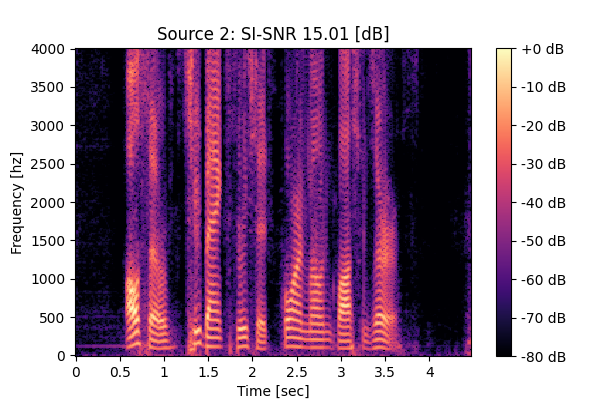 Source 2: SI-SNR 15.01 [dB]
4000
3500
3000
2500
2000
1500
1000
500
0
Frequency [hz]
0 0.5 1 1.5 2 2.5 3 3.5 4
Time [sec]
+0 dB
-10 dB
-20 dB
-30 dB
-40 dB
-50 dB
-60 dB
-70 dB
-80 dB